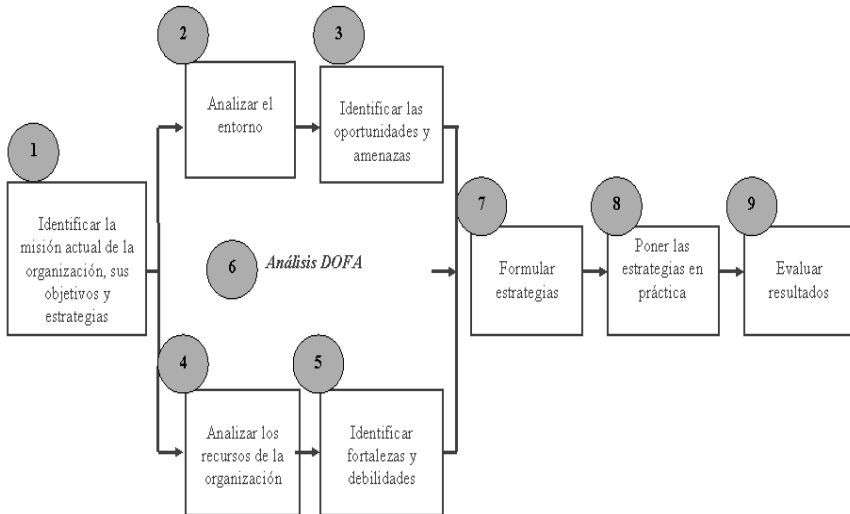 1
Identificar la
misión actual de la
organización, sus
objetivos y
estrategias
2
Analizar el
entorno
3
Identificar las
oportunidades y
amenazas
4
Analizar los
recursos de la
organización
5
Identificar
fortalezas y
debilidades
6
Análisis DOFA
7
Formular
estrategias
8
Poner las
estrategias en
práctica
9
Evaluar
resultados